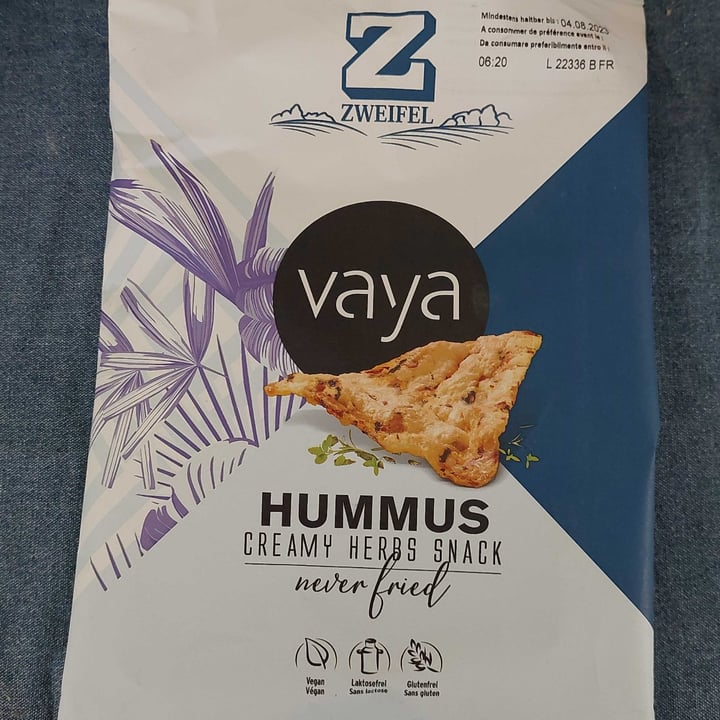 Mindestens haltbar bis : 04.08.2023
A consommer de préférence avant le :
Da consumare preferibilmente entro il :
06:20 L 22336 B FR
Z
ZWEIFEL
vaya
HUMMUS
CREAMY HERBS SNACK
never fried
Vegan
Végan
Laktosefrei
Sans lactose
Glutenfrei
Sans gluten